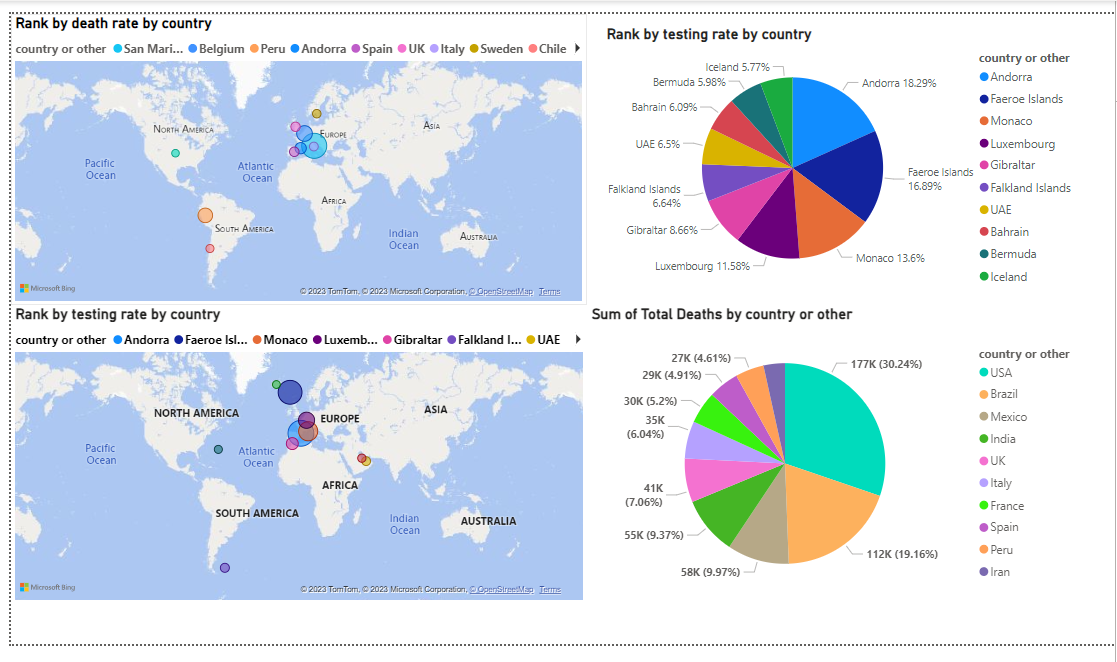 Rank by death rate by country
country or other San Mari... Belgium Peru Andorra Spain UK Italy Sweden Chile
NORTH AMERICA
EUROPE
ASIA
Pacific
Ocean
Atlantic
Ocean
AFRICA
SOUTH AMERICA
Indian
Ocean
AUSTRALIA
Microsoft Bing
© 2023 TomTom, © 2023 Microsoft Corporation, © OpenStreetMap Terms
Rank by testing rate by country
Iceland 5.77%
Bermuda 5.98%
Bahrain 6.09%
UAE 6.5%
Falkland Islands
6.64%
Gibraltar 8.66%
Luxembourg 11.58%
Andorra 18.29%
Faeroe Islands
16.89%
Monaco 13.6%
country or other
Andorra
Faeroe Islands
Monaco
Luxembourg
Gibraltar
Falkland Islands
UAE
Bahrain
Bermuda
Iceland
Rank by testing rate by country
country or other Andorra Faeroe Isl... Monaco Luxemb... Gibraltar Falkland I... UAE
NORTH AMERICA
EUROPE
ASIA
Pacific
Ocean
Atlantic
Ocean
AFRICA
SOUTH AMERICA
Indian
Ocean
AUSTRALIA
Microsoft Bing
© 2023 TomTom, © 2023 Microsoft Corporation, © OpenStreetMap Terms
Sum of Total Deaths by country or other
27K (4.61%)
29K (4.91%)
30K (5.2%)
35K
(6.04%)
41K
(7.06%)
55K (9.37%)
58K (9.97%)
177K (30.24%)
112K (19.16%)
country or other
USA
Brazil
Mexico
India
UK
Italy
France
Spain
Peru
Iran